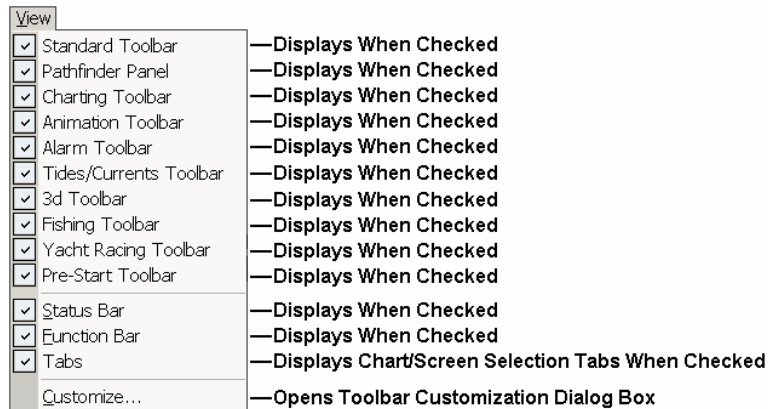 View
Standard Toolbar —Displays When Checked
Pathfinder Panel —Displays When Checked
Charting Toolbar —Displays When Checked
Animation Toolbar —Displays When Checked
Alarm Toolbar —Displays When Checked
Tides/Currents Toolbar —Displays When Checked
3d Toolbar —Displays When Checked
Fishing Toolbar —Displays When Checked
Yacht Racing Toolbar —Displays When Checked
Pre-Start Toolbar —Displays When Checked
Status Bar —Displays When Checked
Function Bar —Displays When Checked
Tabs —Displays Chart/Screen Selection Tabs When Checked
Customize... —Opens Toolbar Customization Dialog Box